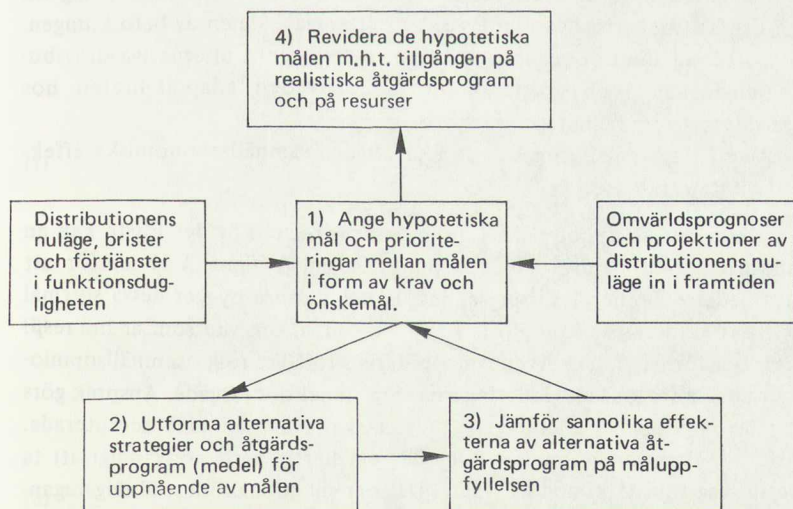 4) Revidera de hypotetiska
målen m.h.t. tillgången på
realistiska åtgärdsprogram
och på resurser
Distributionens
nuläge, brister
och förtjänster
i funktionsdug-
ligheten
1) Ange hypotetiska
mål och priorite-
ringar mellan målen
i form av krav och
önskemål.
Omvärldsprognoser
och projektioner av
distributionens nu-
läge in i framtiden
2) Utforma alternativa
strategier och åtgärds-
program (medel) för
uppnående av målen
3) Jämför sannolika effek-
terna av alternativa åt-
gärdsprogram på målupp-
fyllelsen